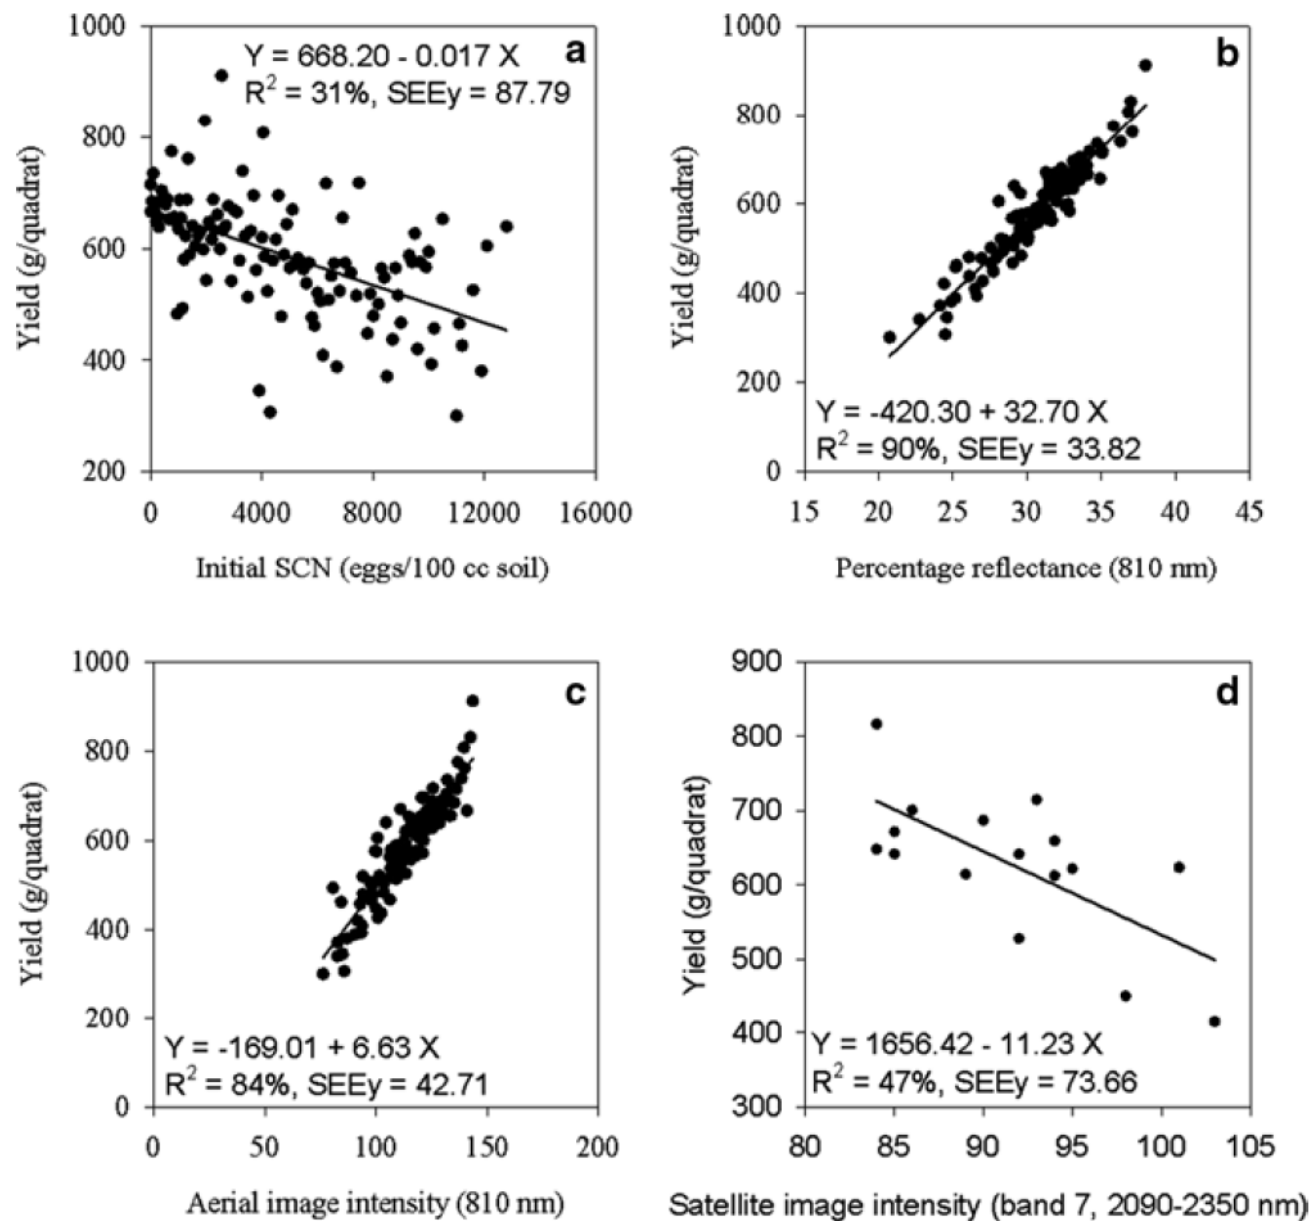 1000
800
600
400
200
Yield (g/quadrat)
Y = 668.20 - 0.017 X
R² = 31%, SEEy = 87.79
a
0 4000 8000 12000 16000
Initial SCN (eggs/100 cc soil)
1000
800
600
400
200
0
Yield (g/quadrat)
b
Y = -420.30 + 32.70 X
R² = 90%, SEEy = 33.82
15 20 25 30 35 40 45
Percentage reflectance (810 nm)
1000
800
600
400
200
0
Yield (g/quadrat)
c
Y = -169.01 + 6.63 X
R² = 84%, SEEy = 42.71
0 50 100 150 200
Aerial image intensity (810 nm)
900
800
700
600
500
400
300
Yield (g/quadrat)
d
Y = 1656.42 - 11.23 X
R² = 47%, SEEy = 73.66
80 85 90 95 100 105
Satellite image intensity (band 7, 2090-2350 nm)